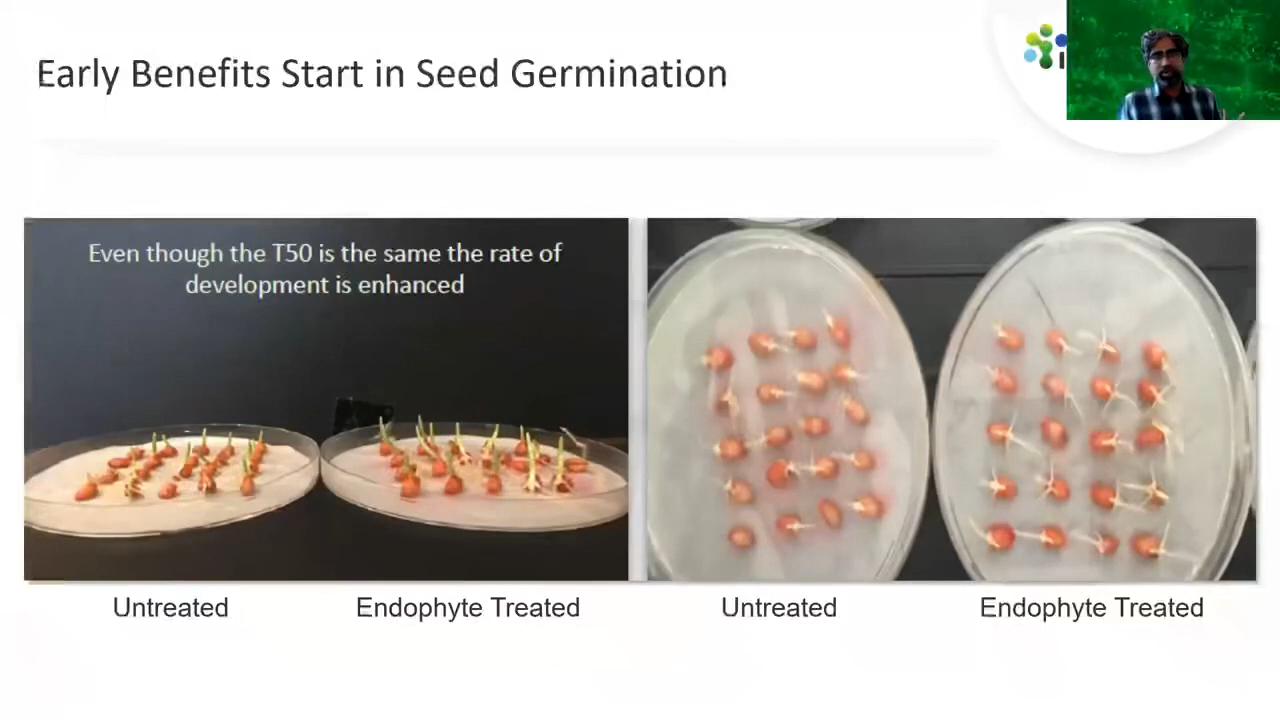 Early Benefits Start in Seed Germination
Even though the T50 is the same the rate of
development is enhanced
Untreated
Endophyte Treated
Untreated
Endophyte Treated